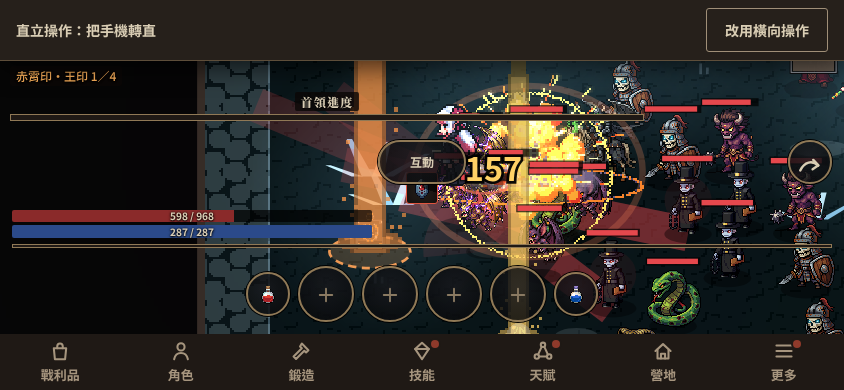 直立操作：把手機轉直
改用橫向操作
赤霄印・王印 1／4
首領進度
互動
157
598 / 968
287 / 287
戰利品
角色
鍛造
技能
天賦
營地
更多